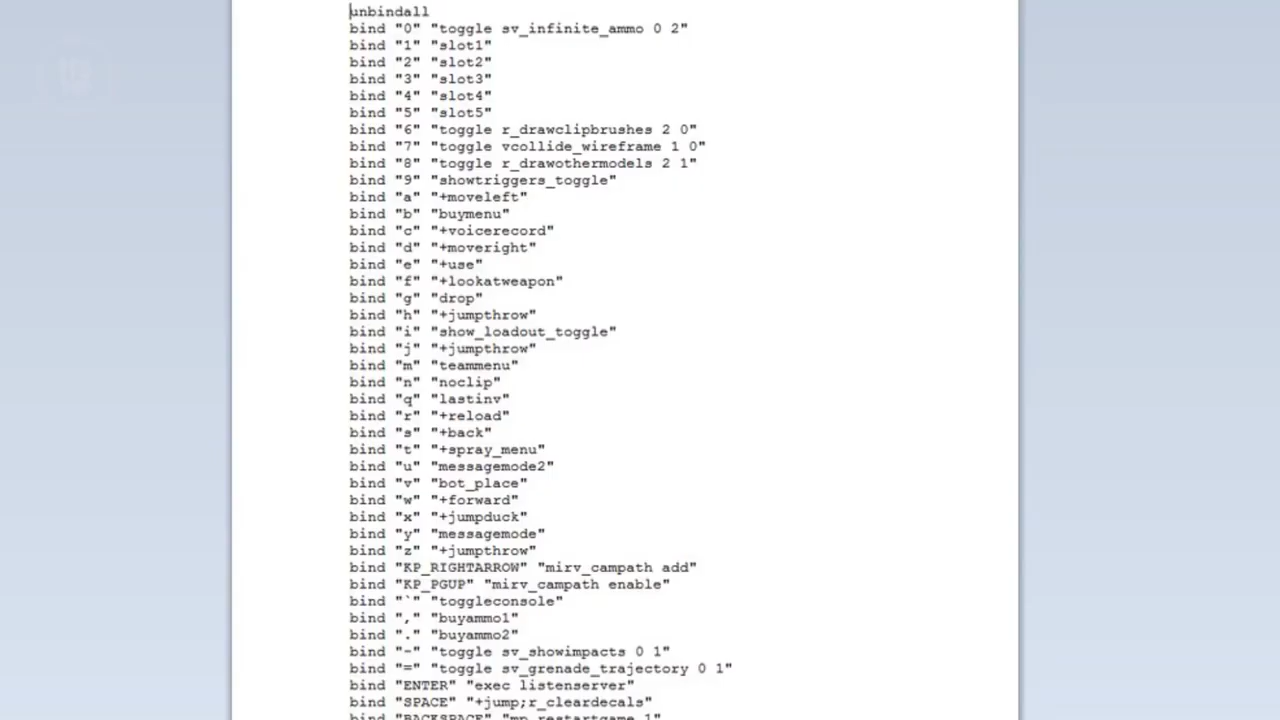 unbindall
bind "0" "toggle sv_infinite_ammo 0 2"
bind "1" "slot1"
bind "2" "slot2"
bind "3" "slot3"
bind "4" "slot4"
bind "5" "slot5"
bind "6" "toggle r_drawclipbrushes 2 0"
bind "7" "toggle vcollide_wireframe 1 0"
bind "8" "toggle r_drawothermodels 2 1"
bind "9" "showtriggers_toggle"
bind "a" "+moveleft"
bind "b" "buymenu"
bind "c" "+voicerecord"
bind "d" "+moveright"
bind "e" "+use"
bind "f" "+lookatweapon"
bind "g" "drop"
bind "h" "+jumpthrow"
bind "i" "show_loadout_toggle"
bind "j" "+jumpthrow"
bind "m" "teammenu"
bind "n" "noclip"
bind "q" "lastinv"
bind "r" "+reload"
bind "s" "+back"
bind "t" "+spray_menu"
bind "u" "messagemode2"
bind "v" "bot_place"
bind "w" "+forward"
bind "x" "+jumpduck"
bind "y" "messagemode"
bind "z" "+jumpthrow"
bind "KP_RIGHTARROW" "mirv_campath add"
bind "KP_PGUP" "mirv_campath enable"
bind "`" "toggleconsole"
bind "," "buyammo1"
bind "." "buyammo2"
bind "-" "toggle sv_showimpacts 0 1"
bind "=" "toggle sv_grenade_trajectory 0 1"
bind "ENTER" "exec listenserver"
bind "SPACE" "+jump;r_cleardecals"
bind "BACKSPACE" "mp_restartgame 1"